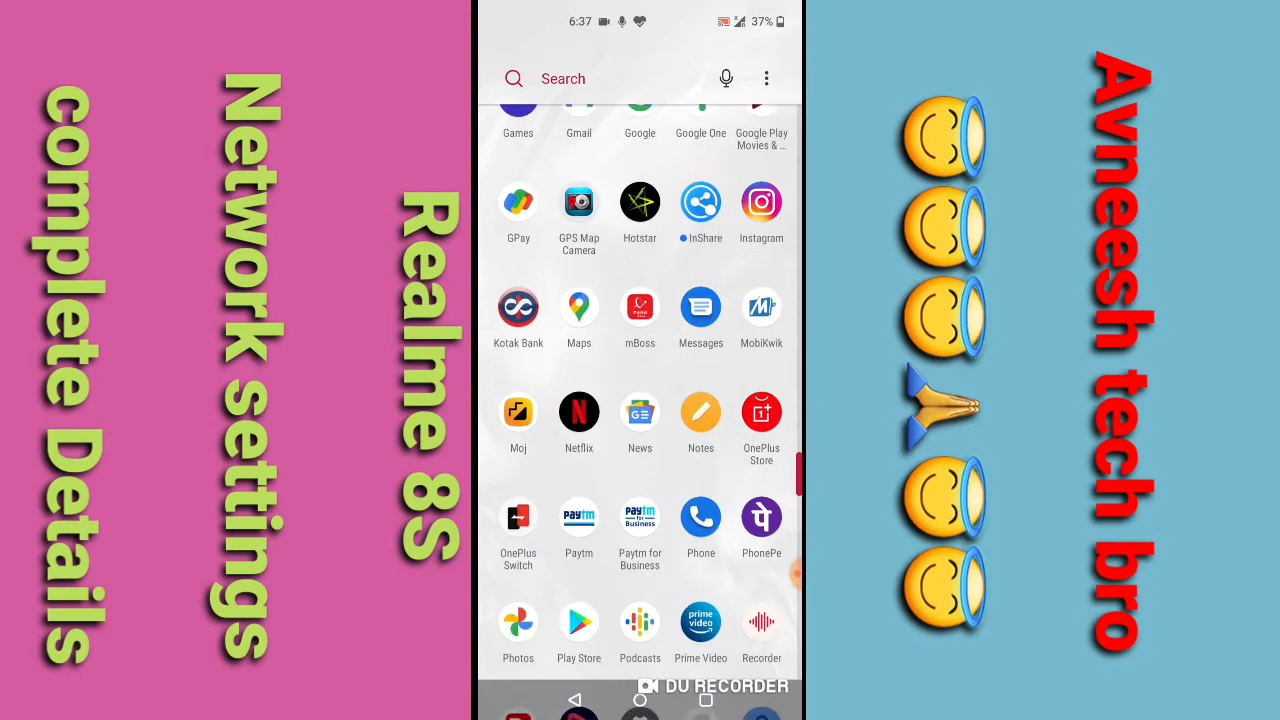 complete Details
Network settings
Realme 8S
6:37
37%
Search
Games
Gmail
Google
Google One
Google Play
Movies & …
GPay
GPS Map
Camera
Hotstar
InShare
Instagram
Kotak Bank
Maps
mBoss
Messages
MobiKwik
Moj
Netflix
News
Notes
OnePlus
Store
OnePlus
Switch
Paytm
Paytm for
Business
Phone
PhonePe
Photos
Play Store
Podcasts
Prime Video
Recorder
DU RECORDER
Avneesh tech bro